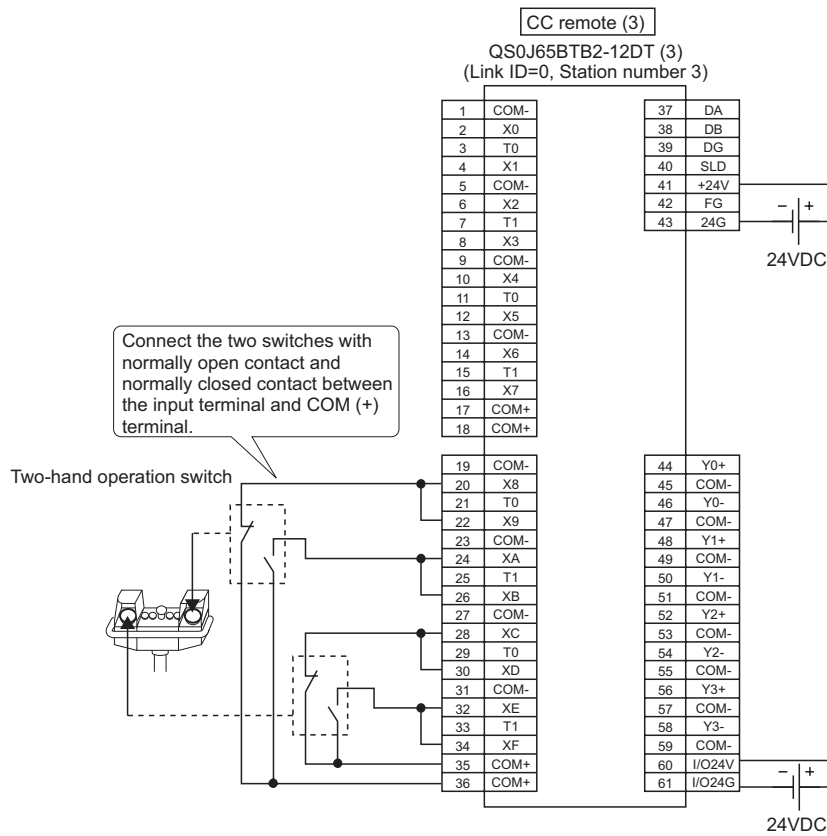 CC remote (3)
QS0J65BTB2-12DT (3)
(Link ID=0, Station number 3)
1 COM-
2 X0
3 T0
4 X1
5 COM-
6 X2
7 T1
8 X3
9 COM-
10 X4
11 T0
12 X5
13 COM-
14 X6
15 T1
16 X7
17 COM+
18 COM+
37 DA
38 DB
39 DG
40 SLD
41 +24V
42 FG
43 24G
− +
24VDC
Connect the two switches with
normally open contact and
normally closed contact between
the input terminal and COM (+)
terminal.
Two-hand operation switch
19 COM-
20 X8
21 T0
22 X9
23 COM-
24 XA
25 T1
26 XB
27 COM-
28 XC
29 T0
30 XD
31 COM-
32 XE
33 T1
34 XF
35 COM+
36 COM+
44 Y0+
45 COM-
46 Y0-
47 COM-
48 Y1+
49 COM-
50 Y1-
51 COM-
52 Y2+
53 COM-
54 Y2-
55 COM-
56 Y3+
57 COM-
58 Y3-
59 COM-
60 I/O24V
61 I/O24G
− +
24VDC